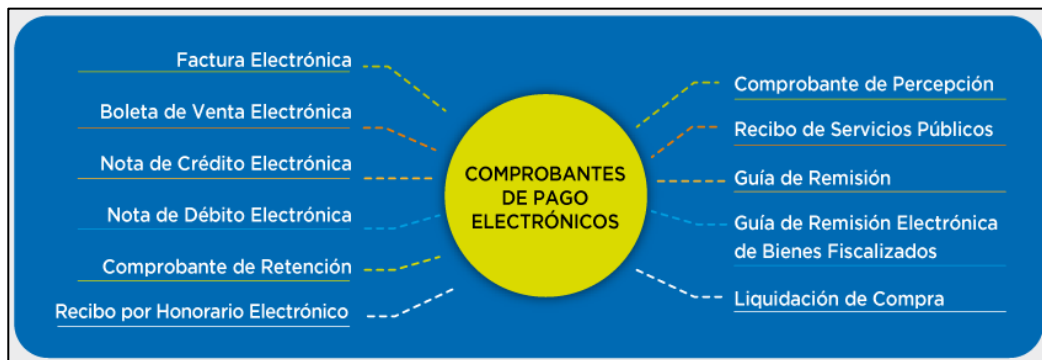 Factura Electrónica
Boleta de Venta Electrónica
Nota de Crédito Electrónica
Nota de Débito Electrónica
Comprobante de Retención
Recibo por Honorario Electrónico
COMPROBANTES
DE PAGO
ELECTRÓNICOS
Comprobante de Percepción
Recibo de Servicios Públicos
Guía de Remisión
Guía de Remisión Electrónica
de Bienes Fiscalizados
Liquidación de Compra